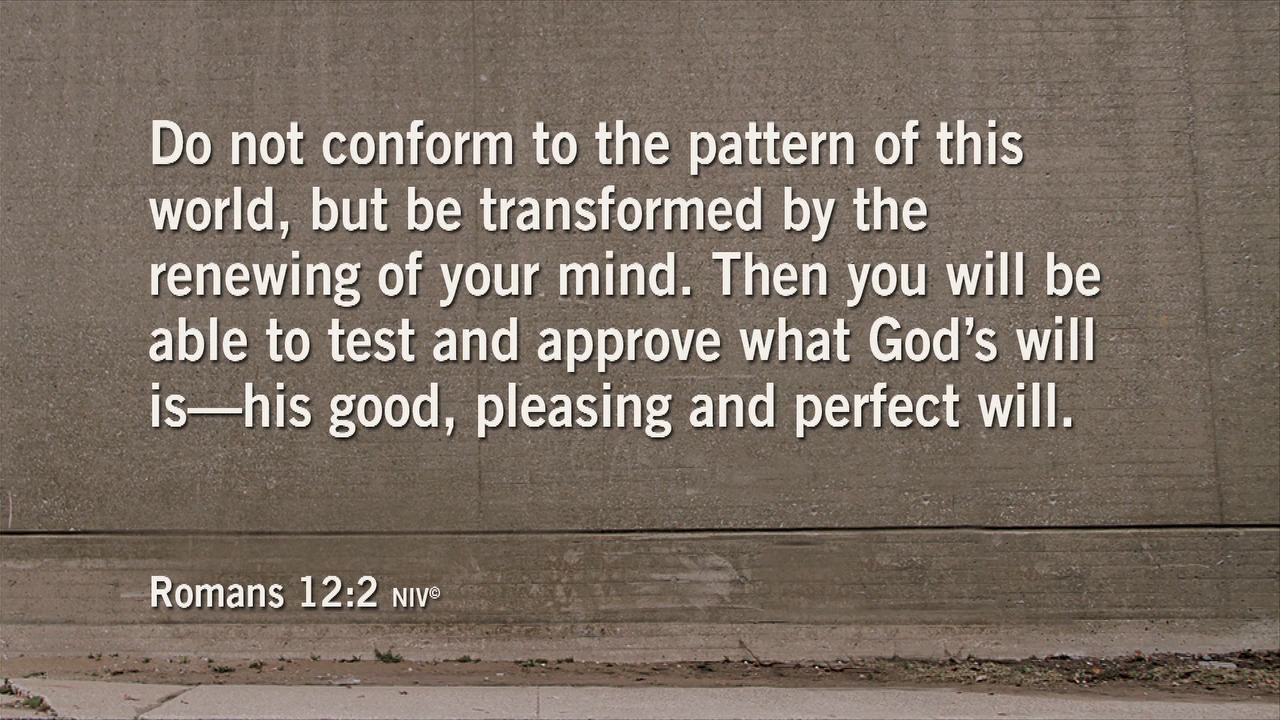 Do not conform to the pattern of this
world, but be transformed by the
renewing of your mind. Then you will be
able to test and approve what God’s will
is—his good, pleasing and perfect will.
Romans 12:2 NIV©